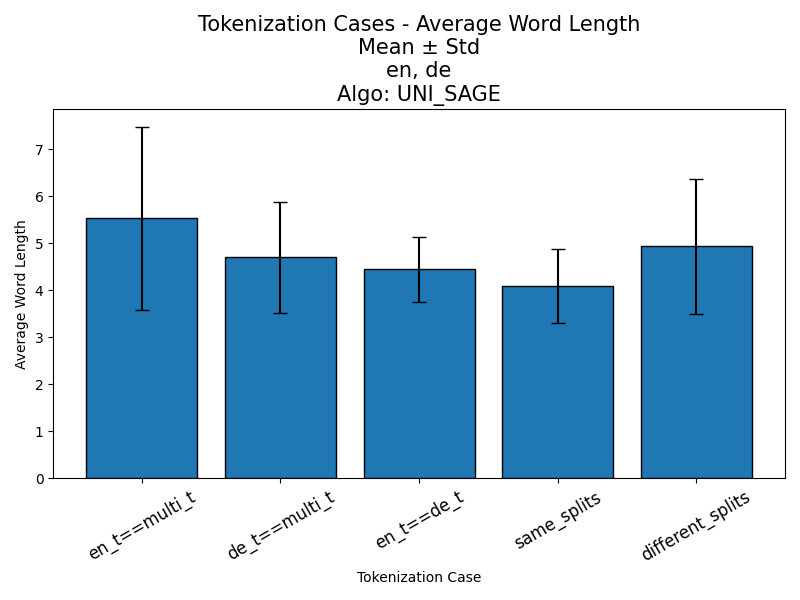 Tokenization Cases - Average Word Length
Mean ± Std
en, de
Algo: UNI_SAGE
Average Word Length
7
6
5
4
3
2
1
0
en_t==multi_t
de_t==multi_t
en_t==de_t
same_splits
different_splits
Tokenization Case